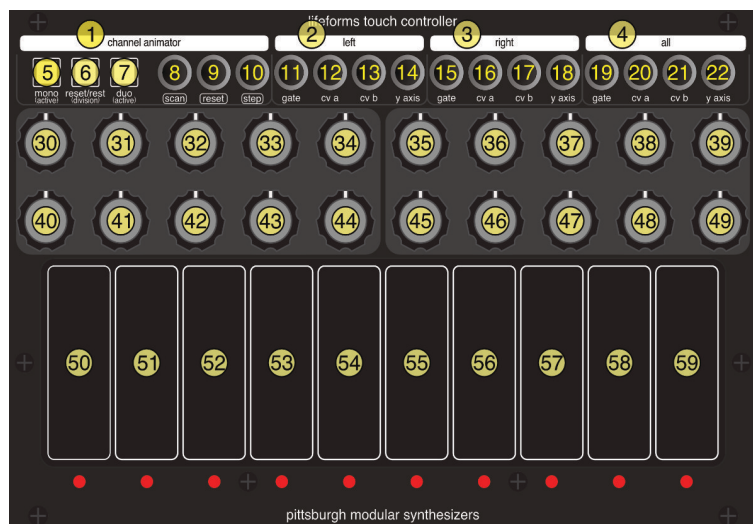 lifeforms touch controller
1 2 3 4
channel animator left right all
5 6 7 8 9 10 11 12 13 14 15 16 17 18 19 20 21 22
mono reset/rest duo scan reset step gate cv a cv b y axis gate cv a cv b y axis gate cv a cv b y axis
(active) (division) (active)
30 31 32 33 34 35 36 37 38 39
40 41 42 43 44 45 46 47 48 49
50 51 52 53 54 55 56 57 58 59
pittsburgh modular synthesizers